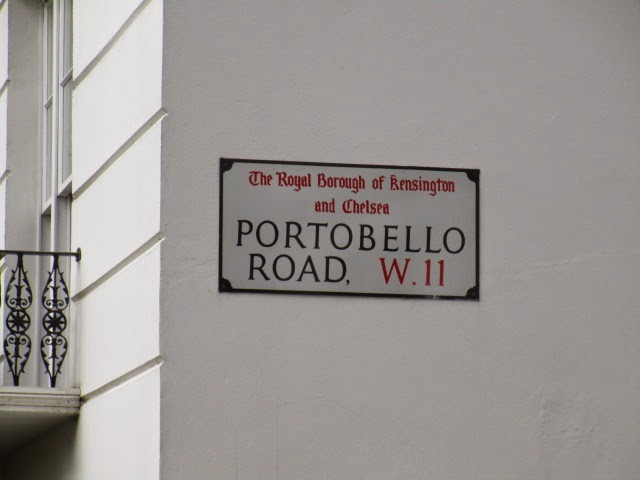 The Royal Borough of Kensington
and Chelsea
PORTOBELLO
ROAD, W.11